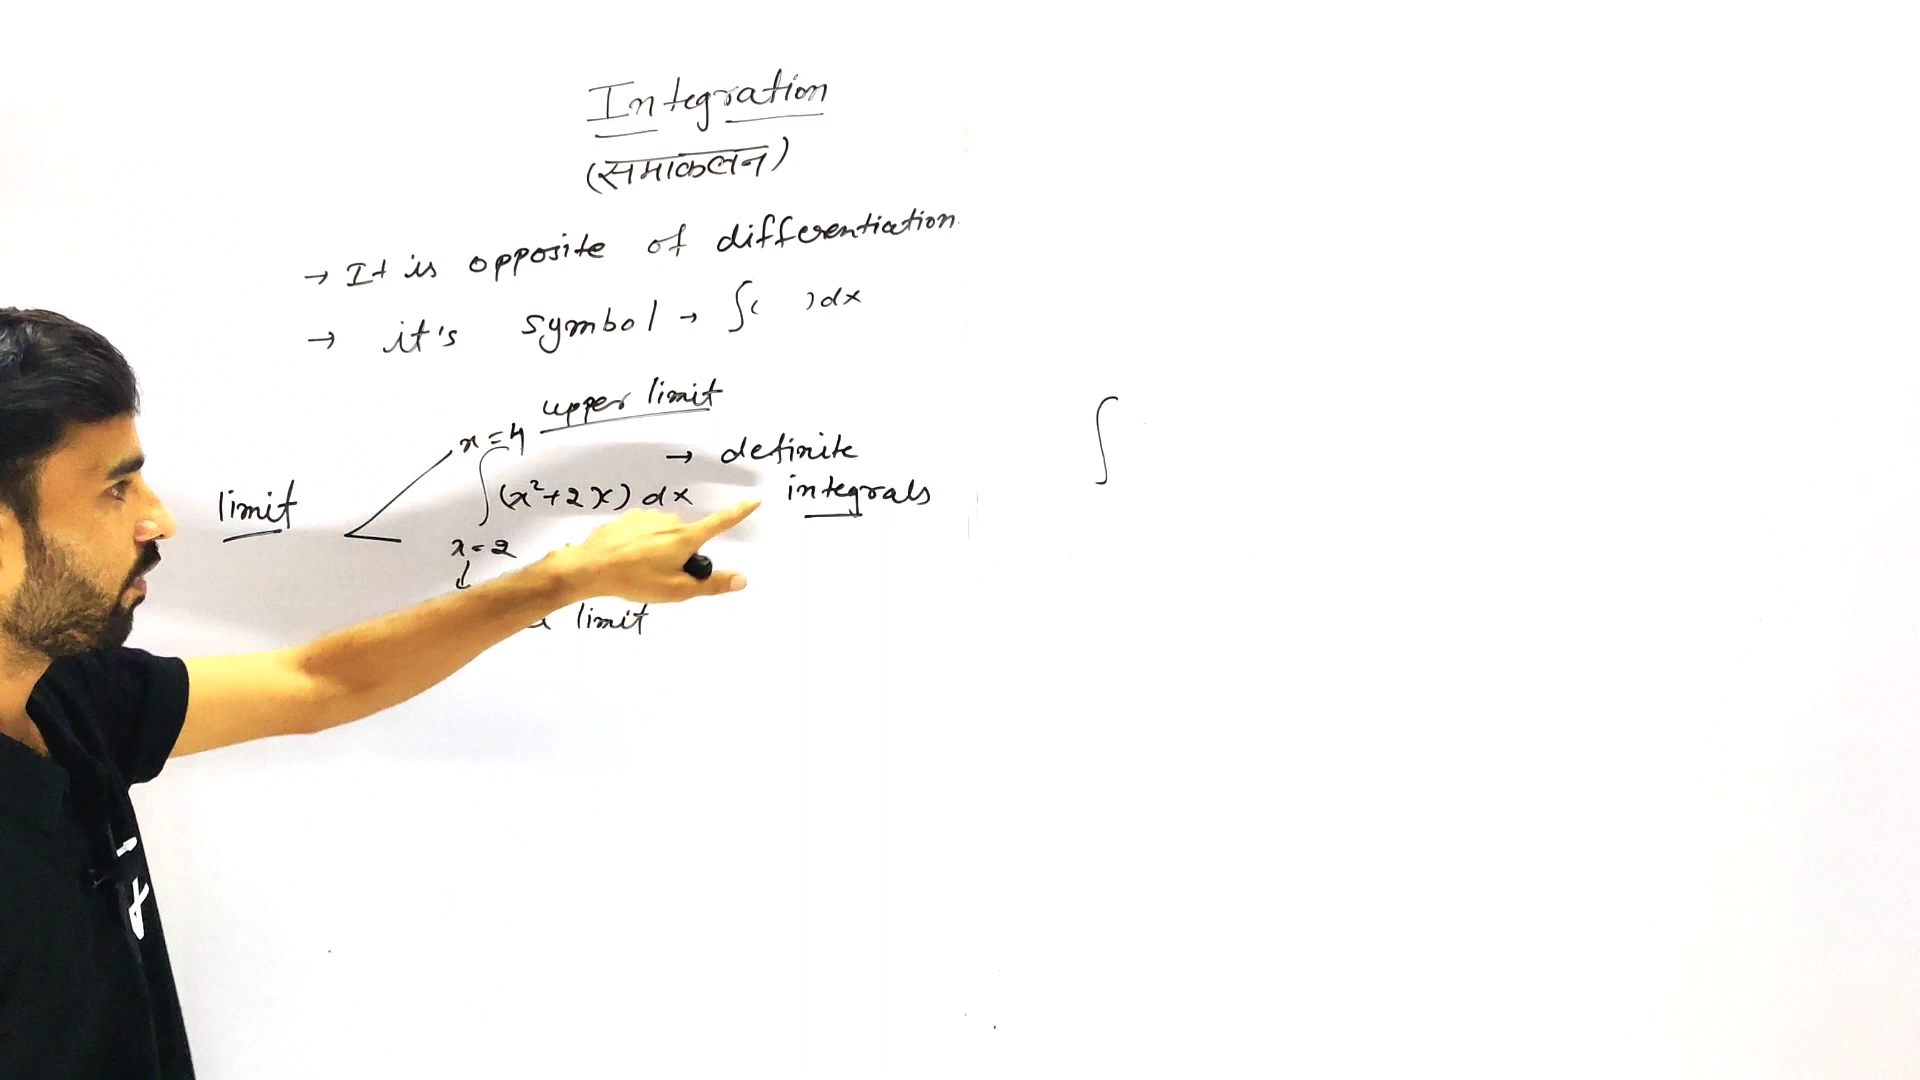 Integration
(समाकलन)
→ It is opposite of differentiation.
→ it's symbol → ∫( )dx
upper limit
x = 4
→ definite
integrals
limit
∫(x²+2x) dx
x = 2
↓
limit
∫